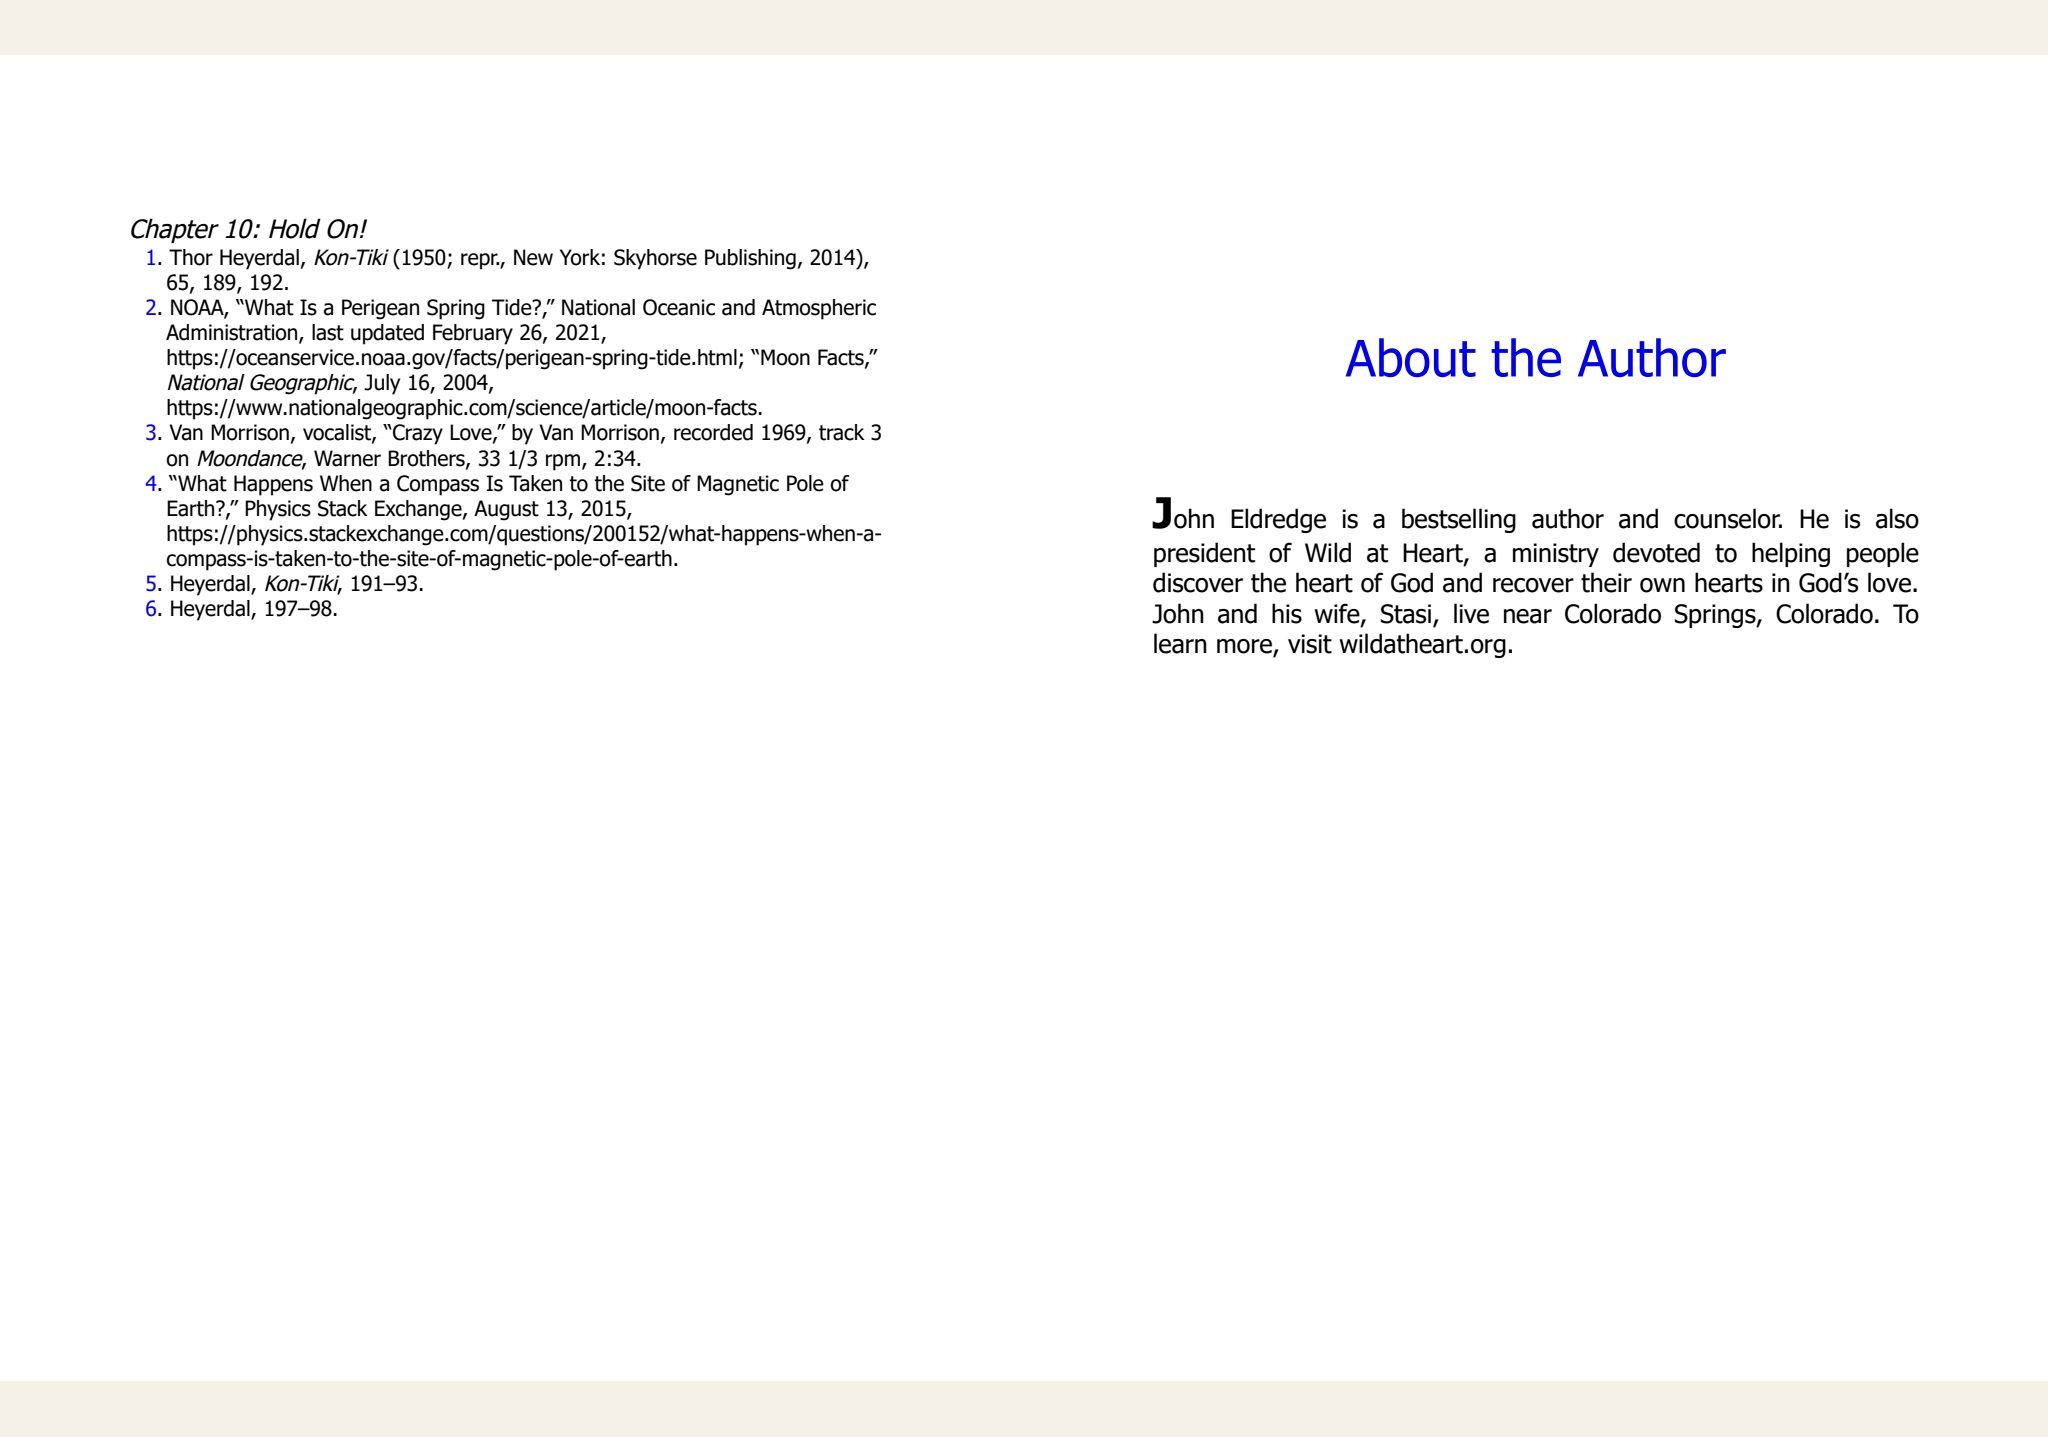 Chapter 10: Hold On!
1. Thor Heyerdal, Kon-Tiki (1950; repr., New York: Skyhorse Publishing, 2014),
65, 189, 192.
2. NOAA, “What Is a Perigean Spring Tide?,” National Oceanic and Atmospheric
Administration, last updated February 26, 2021,
https://oceanservice.noaa.gov/facts/perigean-spring-tide.html; “Moon Facts,”
National Geographic, July 16, 2004,
https://www.nationalgeographic.com/science/article/moon-facts.
3. Van Morrison, vocalist, “Crazy Love,” by Van Morrison, recorded 1969, track 3
on Moondance, Warner Brothers, 33 1/3 rpm, 2:34.
4. “What Happens When a Compass Is Taken to the Site of Magnetic Pole of
Earth?,” Physics Stack Exchange, August 13, 2015,
https://physics.stackexchange.com/questions/200152/what-happens-when-a-
compass-is-taken-to-the-site-of-magnetic-pole-of-earth.
5. Heyerdal, Kon-Tiki, 191–93.
6. Heyerdal, 197–98.
About the Author
John Eldredge is a bestselling author and counselor. He is also
president of Wild at Heart, a ministry devoted to helping people
discover the heart of God and recover their own hearts in God’s love.
John and his wife, Stasi, live near Colorado Springs, Colorado. To
learn more, visit wildatheart.org.